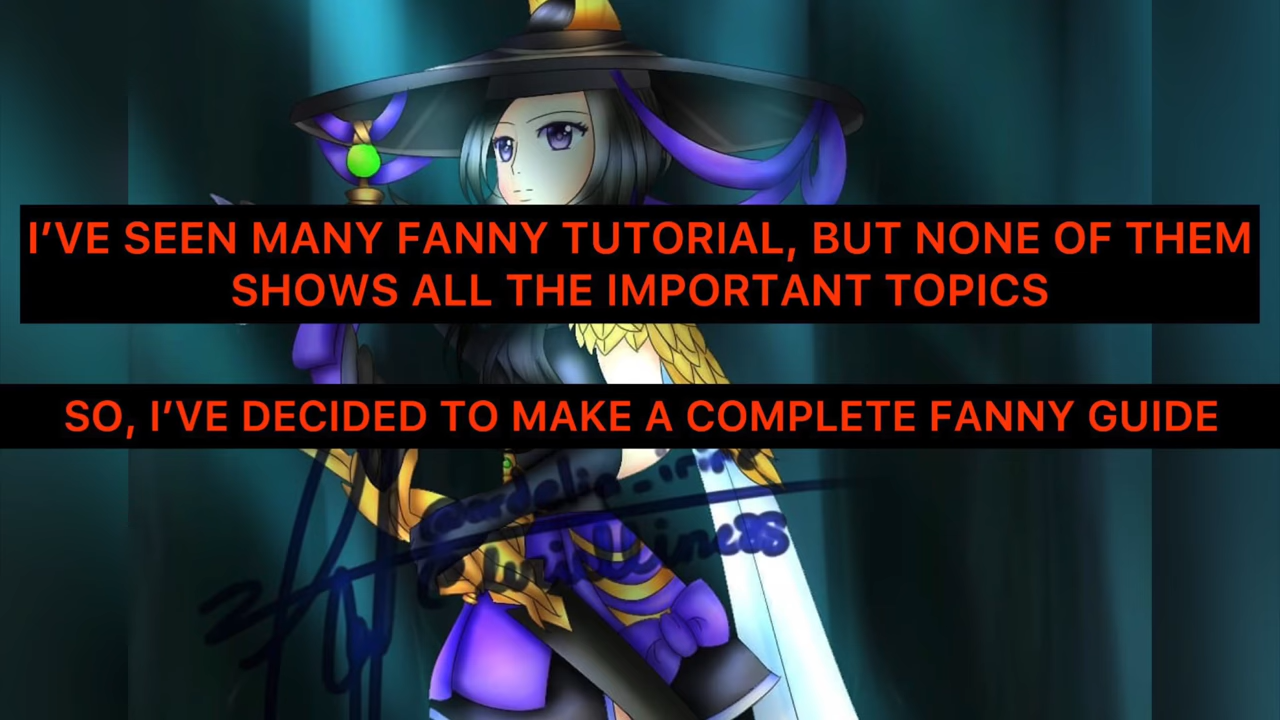 I'VE SEEN MANY FANNY TUTORIAL, BUT NONE OF THEM
SHOWS ALL THE IMPORTANT TOPICS
SO, I'VE DECIDED TO MAKE A COMPLETE FANNY GUIDE